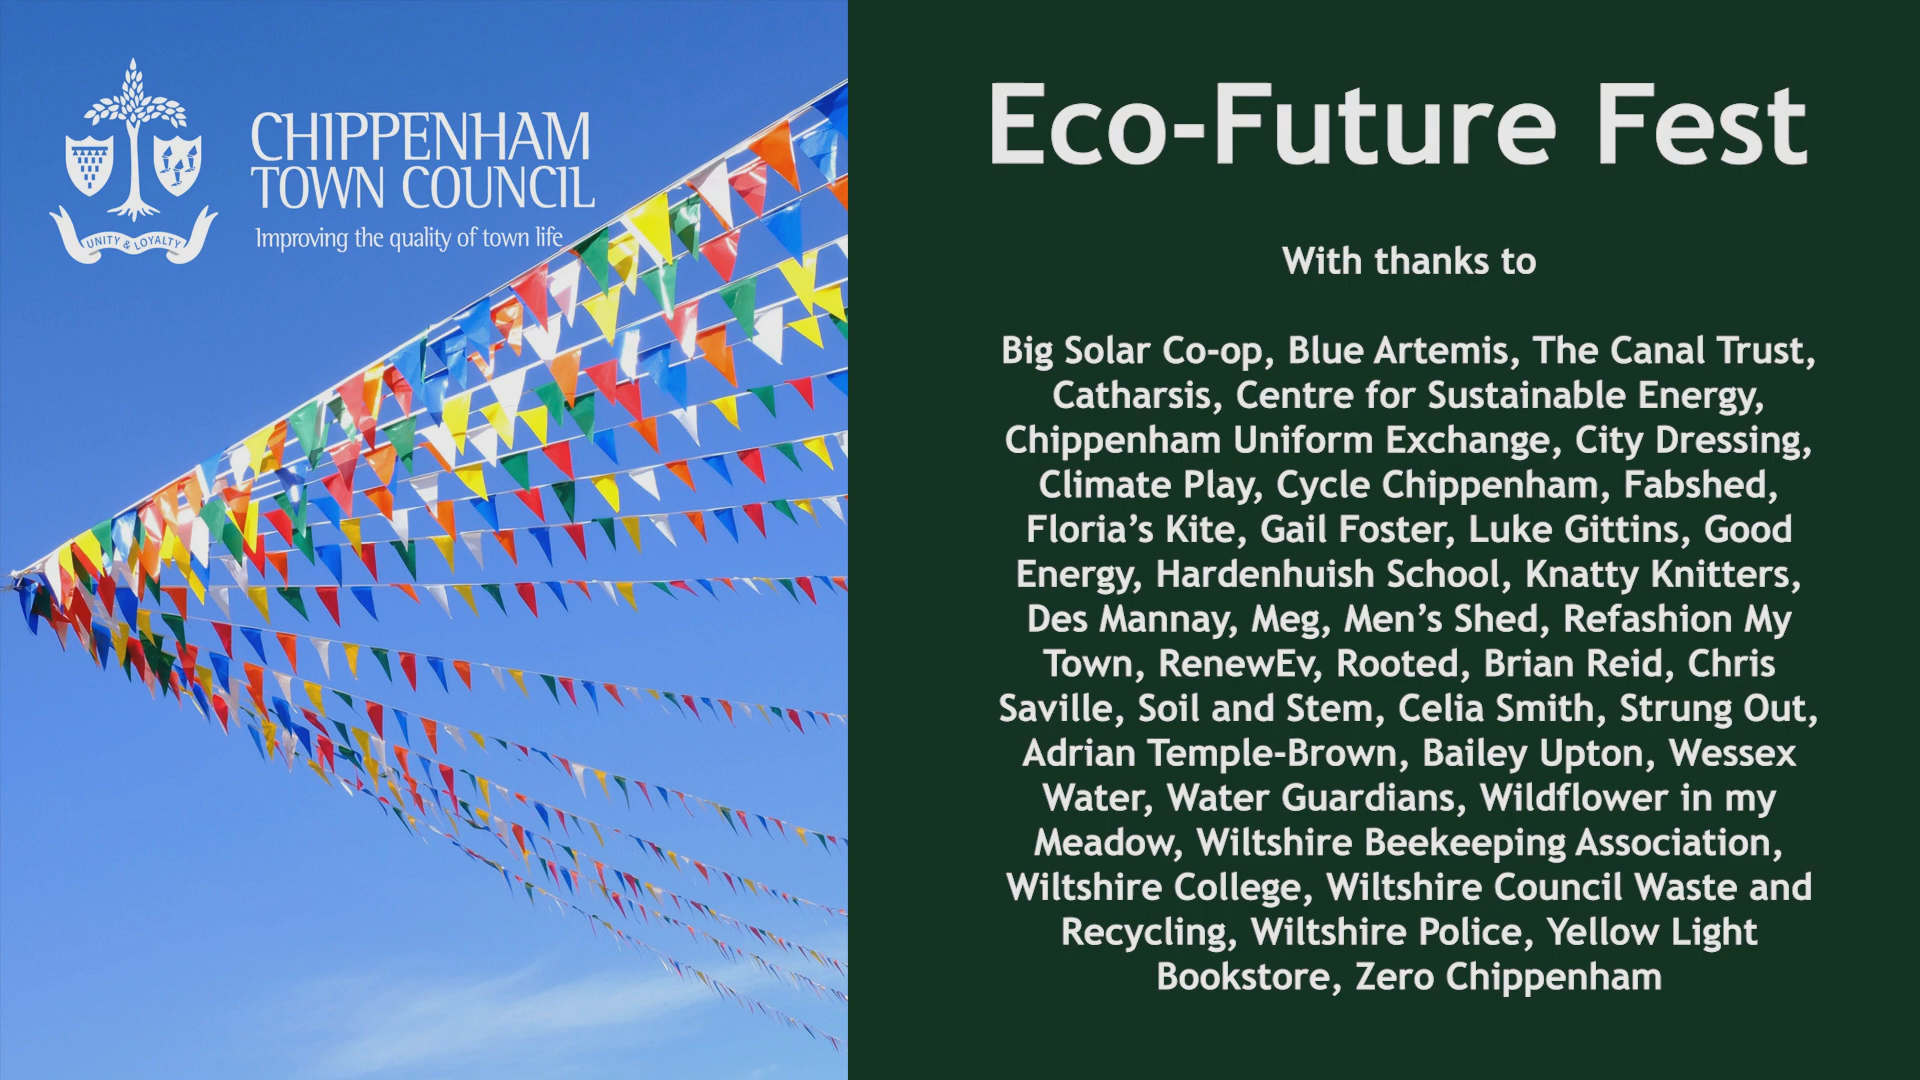 CHIPPENHAM
TOWN COUNCIL
Improving the quality of town life
UNITY & LOYALTY
Eco-Future Fest
With thanks to
Big Solar Co-op, Blue Artemis, The Canal Trust,
Catharsis, Centre for Sustainable Energy,
Chippenham Uniform Exchange, City Dressing,
Climate Play, Cycle Chippenham, Fabshed,
Floria’s Kite, Gail Foster, Luke Gittins, Good
Energy, Hardenhuish School, Knatty Knitters,
Des Mannay, Meg, Men’s Shed, Refashion My
Town, RenewEv, Rooted, Brian Reid, Chris
Saville, Soil and Stem, Celia Smith, Strung Out,
Adrian Temple-Brown, Bailey Upton, Wessex
Water, Water Guardians, Wildflower in my
Meadow, Wiltshire Beekeeping Association,
Wiltshire College, Wiltshire Council Waste and
Recycling, Wiltshire Police, Yellow Light
Bookstore, Zero Chippenham